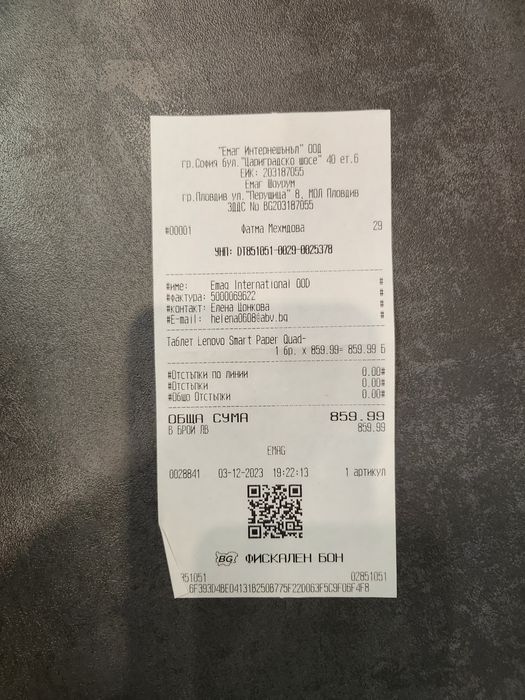 "Емаг Интернешънъл" ООД
гр.София бул."Цариградско шосе" 40 ет.6
ЕИК: 203187055
Емаг Шоурум
гр.Пловдив ул."Перущица" 8, МОЛ Пловдив
ЗДДС No BG203187055
#00001 Фатма Мехмдова 29
УНП: DT851051-0029-0025378
#име: Emag International OOD #
#фактура: 5000069622 #
#контакт: Елена Цонкова #
#E-mail: helena0608@abv.bg #
Таблет Lenovo Smart Paper Quad-
1 бр. x 859.99= 859.99 Б
#Отстъпки по линии 0.00#
#Отстъпки 0.00#
#Общо Отстъпки 0.00#
ОБЩА СУМА 859.99
В БРОЙ ЛВ 859.99
EMAG
0028841 03-12-2023 19:22:13 1 артикул
BG ФИСКАЛЕН БОН
851051 02851051
6F393D4BE04131B2506775F22D063F5C9F06F4F8